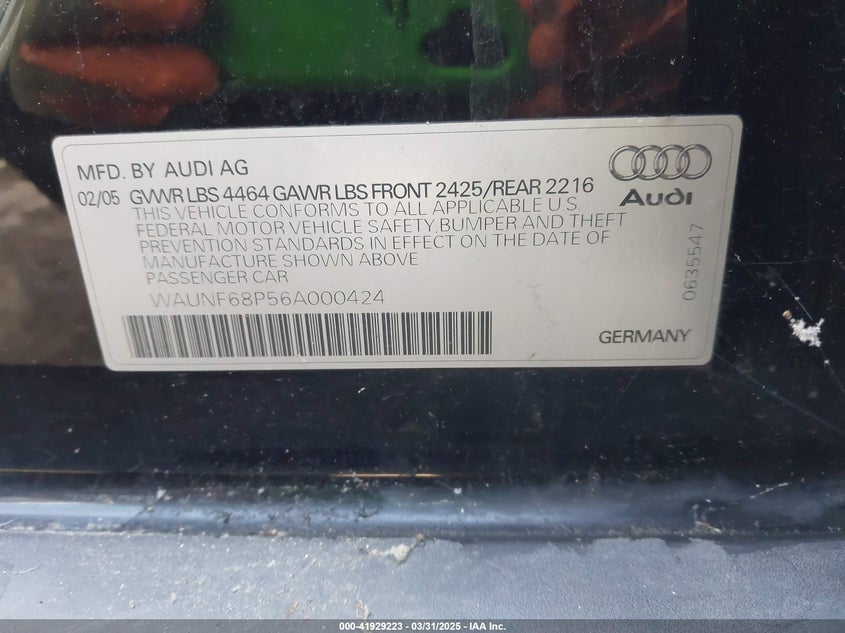 MFD. BY AUDI AG
02/05 GVWR LBS 4464 GAWR LBS FRONT 2425/REAR 2216
THIS VEHICLE CONFORMS TO ALL APPLICABLE U.S.
FEDERAL MOTOR VEHICLE SAFETY, BUMPER AND THEFT
PREVENTION STANDARDS IN EFFECT ON THE DATE OF
MANUFACTURE SHOWN ABOVE
PASSENGER CAR
WAUNF68P56A000424
Audi
0635547
GERMANY
000-41929223 / 03/31/2025 - IAA Inc.